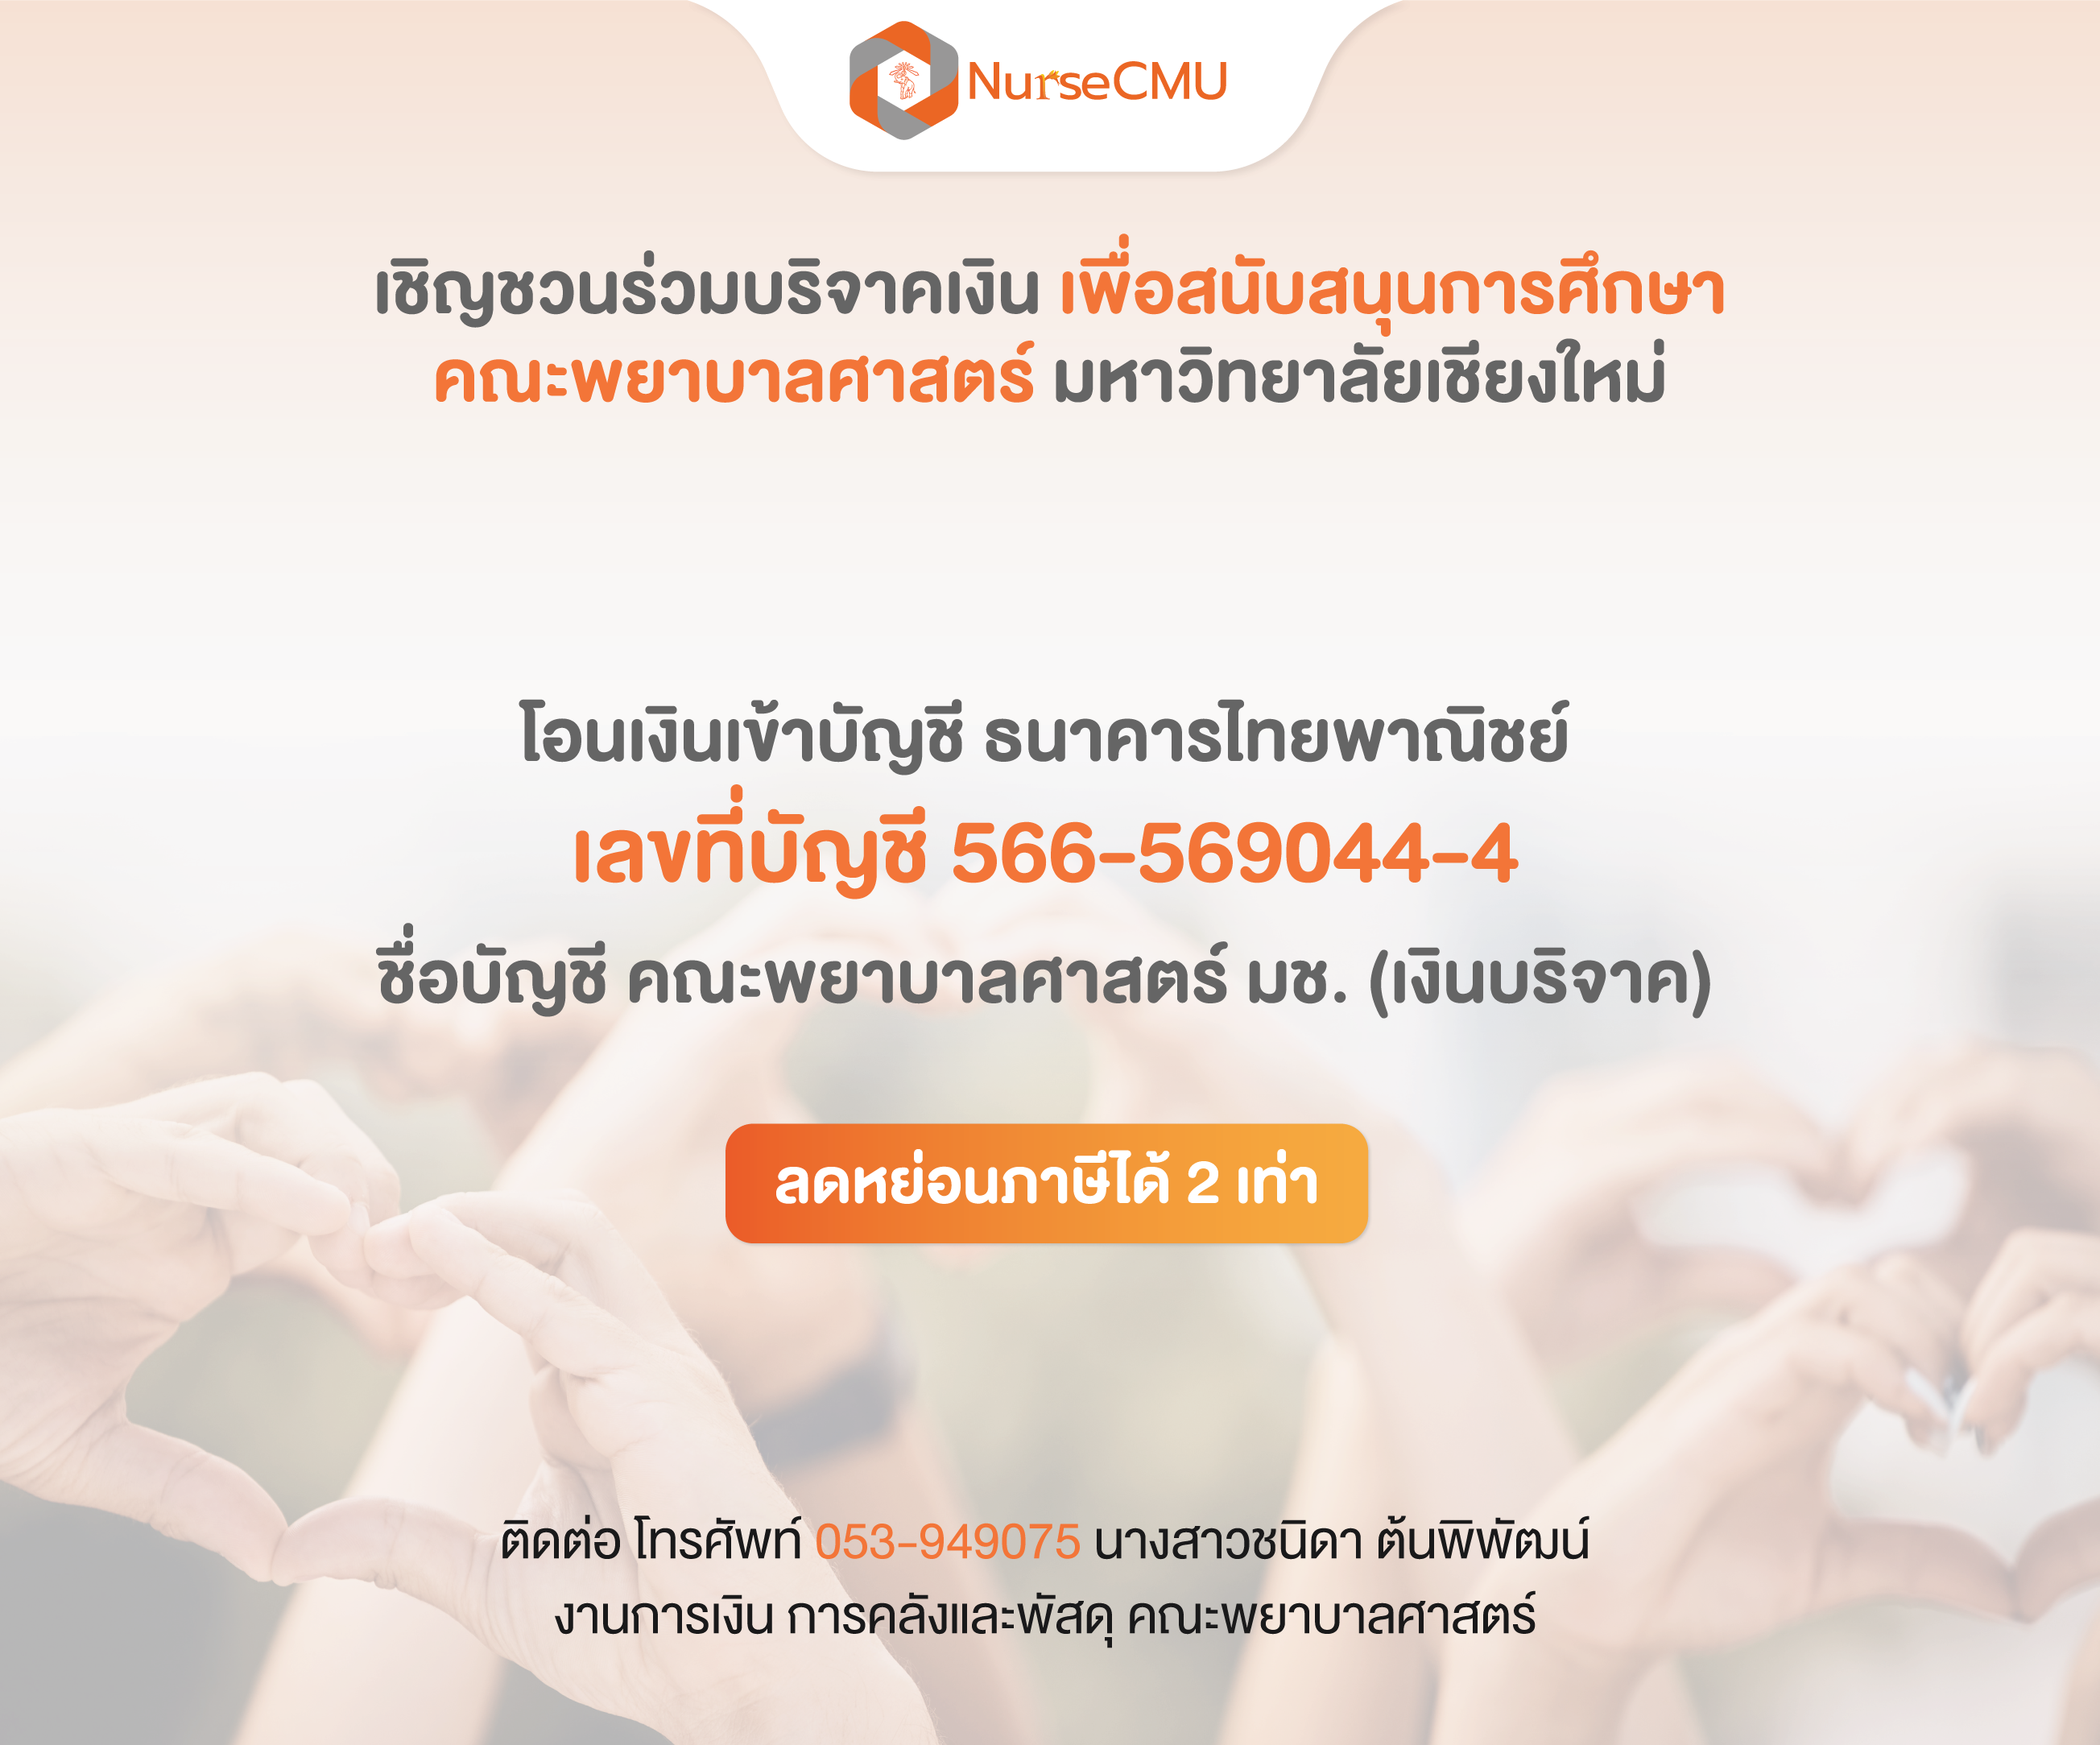 NurseCMU
เชิญชวนร่วมบริจาคเงิน เพื่อสนับสนุนการศึกษา
คณะพยาบาลศาสตร์ มหาวิทยาลัยเชียงใหม่
โอนเงินเข้าบัญชี ธนาคารไทยพาณิชย์
เลขที่บัญชี 566-569044-4
ชื่อบัญชี คณะพยาบาลศาสตร์ มช. (เงินบริจาค)
ลดหย่อนภาษีได้ 2 เท่า
ติดต่อ โทรศัพท์ 053-949075 นางสาวชนิดา ต้นพิพัฒน์
งานการเงิน การคลังและพัสดุ คณะพยาบาลศาสตร์